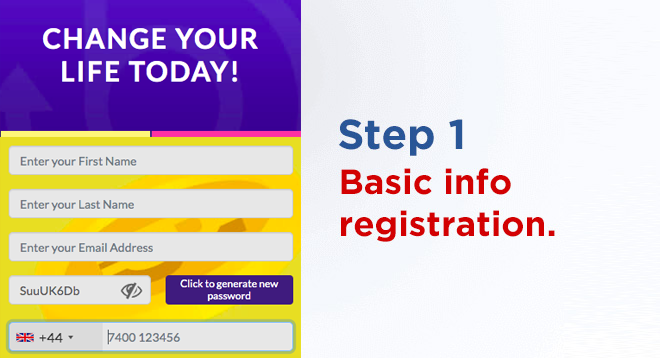 CHANGE YOUR
LIFE TODAY!
Enter your First Name
Enter your Last Name
Enter your Email Address
SuuUK6Db
Click to generate new
password
+44
7400 123456
Step 1
Basic info
registration.